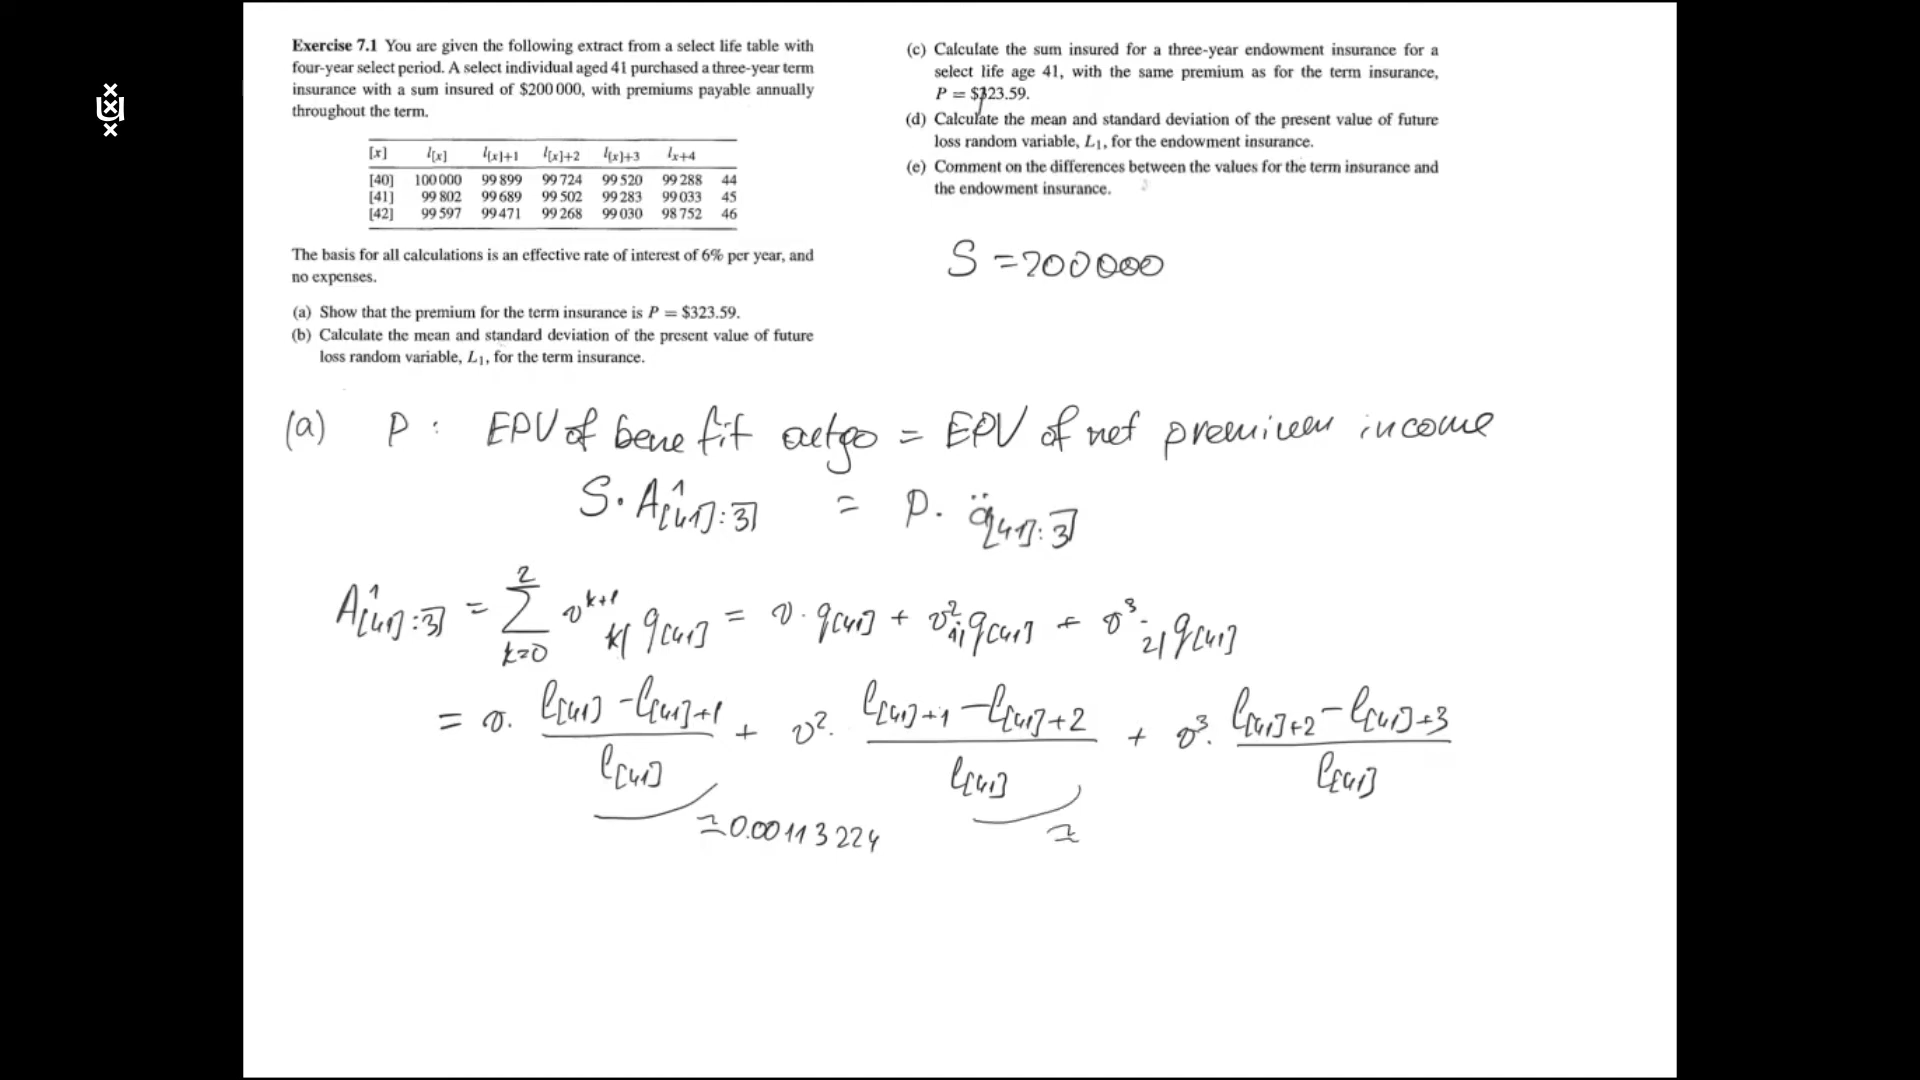 Exercise 7.1 You are given the following extract from a select life table with
four-year select period. A select individual aged 41 purchased a three-year term
insurance with a sum insured of $200 000, with premiums payable annually
throughout the term.
[x] l[x] l[x]+1 l[x]+2 l[x]+3 lx+4
[40] 100 000 99 899 99 724 99 520 99 288 44
[41] 99 802 99 689 99 502 99 283 99 033 45
[42] 99 597 99 471 99 268 99 030 98 752 46
The basis for all calculations is an effective rate of interest of 6% per year, and
no expenses.
(a) Show that the premium for the term insurance is P = $323.59.
(b) Calculate the mean and standard deviation of the present value of future
loss random variable, L₁, for the term insurance.
(c) Calculate the sum insured for a three-year endowment insurance for a
select life age 41, with the same premium as for the term insurance,
P = $323.59.
(d) Calculate the mean and standard deviation of the present value of future
loss random variable, L₁, for the endowment insurance.
(e) Comment on the differences between the values for the term insurance and
the endowment insurance.
S = 200000
(a) P : EPV of benefit outgo = EPV of net premium income
S · A¹[41]:3̅| = P · ä[41]:3̅|
A¹[41]:3̅| = ∑ₖ₌₀² v^(k+1) k|q[41] = v · q[41] + v² 1|q[41] + v³ · 2|q[41]
= v · (l[41] − l[41]+1) / l[41] + v² · (l[41]+1 − l[41]+2) / l[41] + v³ · (l[41]+2 − l[41]+3) / l[41]
≈ 0.00113224 ≈